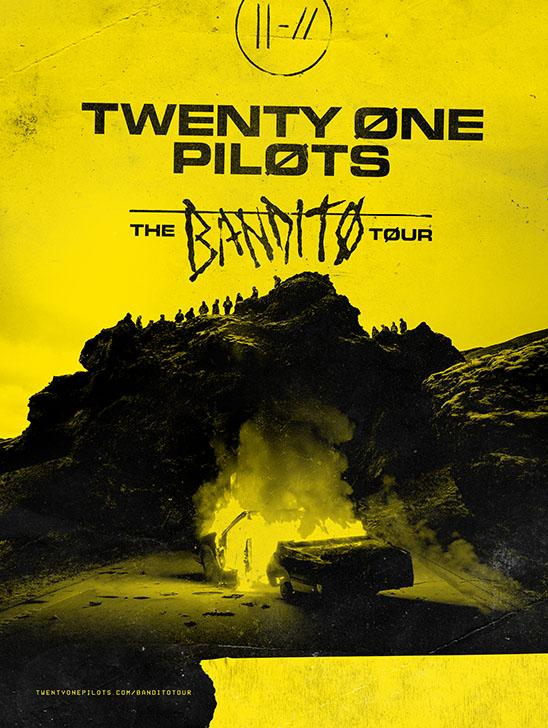 ||-//
TWENTY ØNE
PILØTS
THE BANDITØ TØUR
TWENTYONEPILOTS.COM/BANDITOTOUR